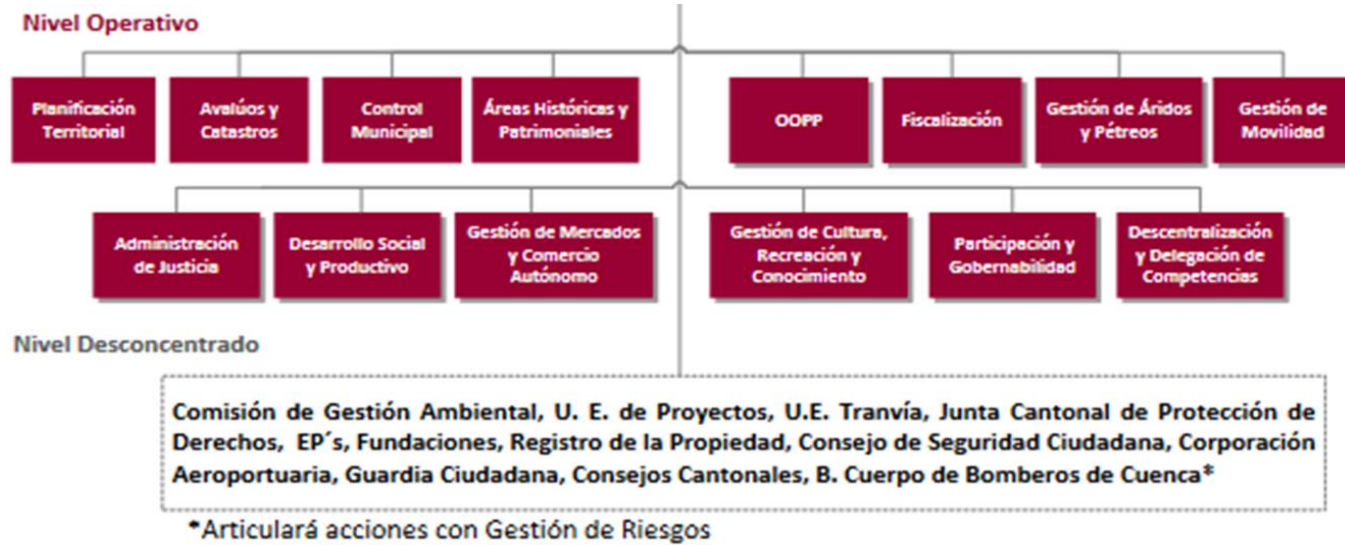 Nivel Operativo
Planificación
Territorial
Avalúos y
Catastros
Control
Municipal
Áreas Históricas y
Patrimoniales
OOPP
Fiscalización
Gestión de Áridos
y Pétreos
Gestión de
Movilidad
Administración
de Justicia
Desarrollo Social
y Productivo
Gestión de Mercados
y Comercio
Autónomo
Gestión de Cultura,
Recreación y
Conocimiento
Participación y
Gobernabilidad
Descentralización
y Delegación de
Competencias
Nivel Desconcentrado
Comisión de Gestión Ambiental, U. E. de Proyectos, U.E. Tranvía, Junta Cantonal de Protección de
Derechos, EP´s, Fundaciones, Registro de la Propiedad, Consejo de Seguridad Ciudadana, Corporación
Aeroportuaria, Guardia Ciudadana, Consejos Cantonales, B. Cuerpo de Bomberos de Cuenca*
*Articulará acciones con Gestión de Riesgos